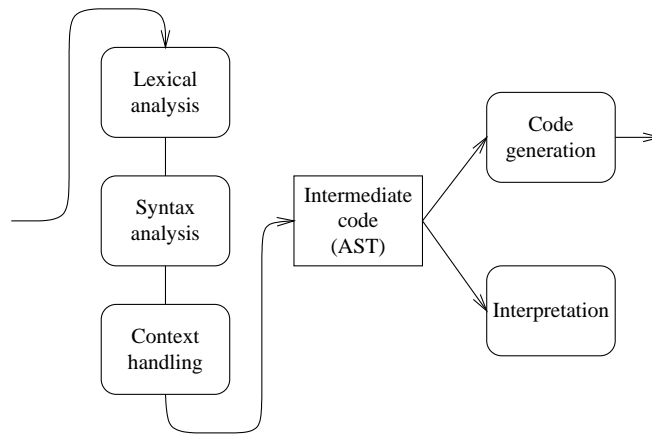 Lexical
analysis
Syntax
analysis
Context
handling
Intermediate
code
(AST)
Code
generation
Interpretation